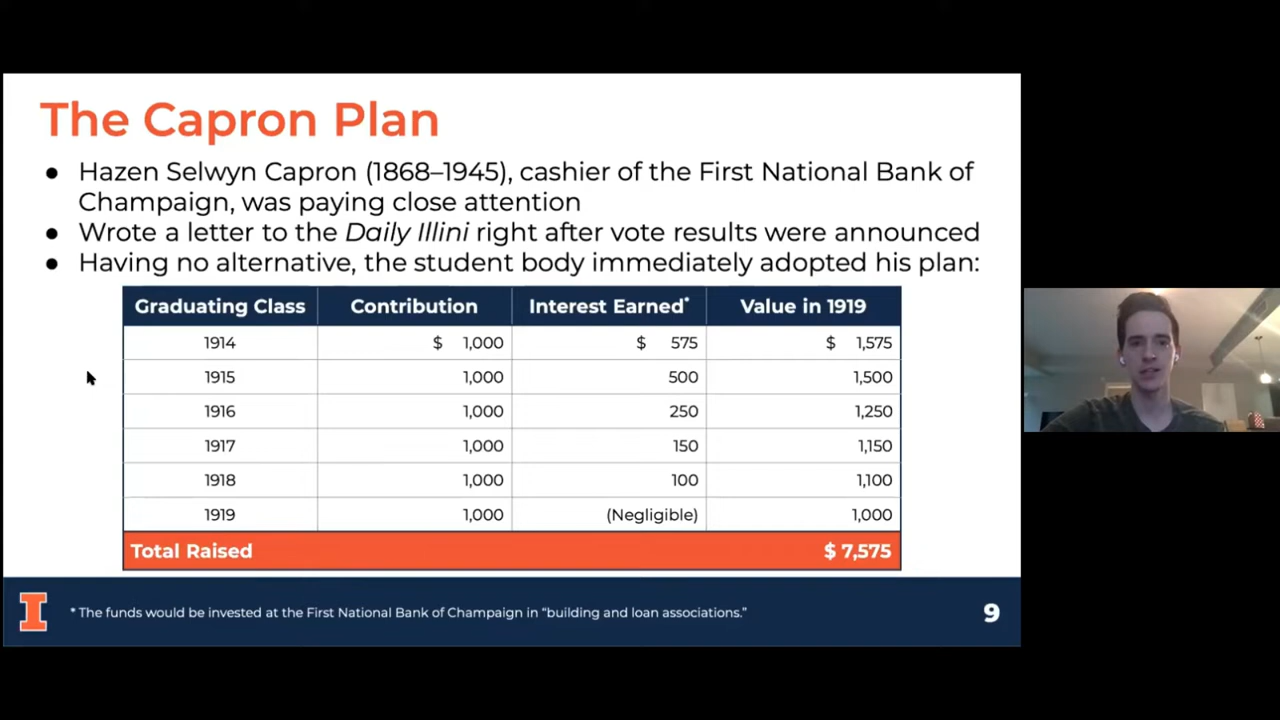 The Capron Plan
● Hazen Selwyn Capron (1868–1945), cashier of the First National Bank of
Champaign, was paying close attention
● Wrote a letter to the Daily Illini right after vote results were announced
● Having no alternative, the student body immediately adopted his plan:
Graduating Class Contribution Interest Earned* Value in 1919
1914 $ 1,000 $ 575 $ 1,575
1915 1,000 500 1,500
1916 1,000 250 1,250
1917 1,000 150 1,150
1918 1,000 100 1,100
1919 1,000 (Negligible) 1,000
Total Raised $ 7,575
I * The funds would be invested at the First National Bank of Champaign in “building and loan associations.” 9